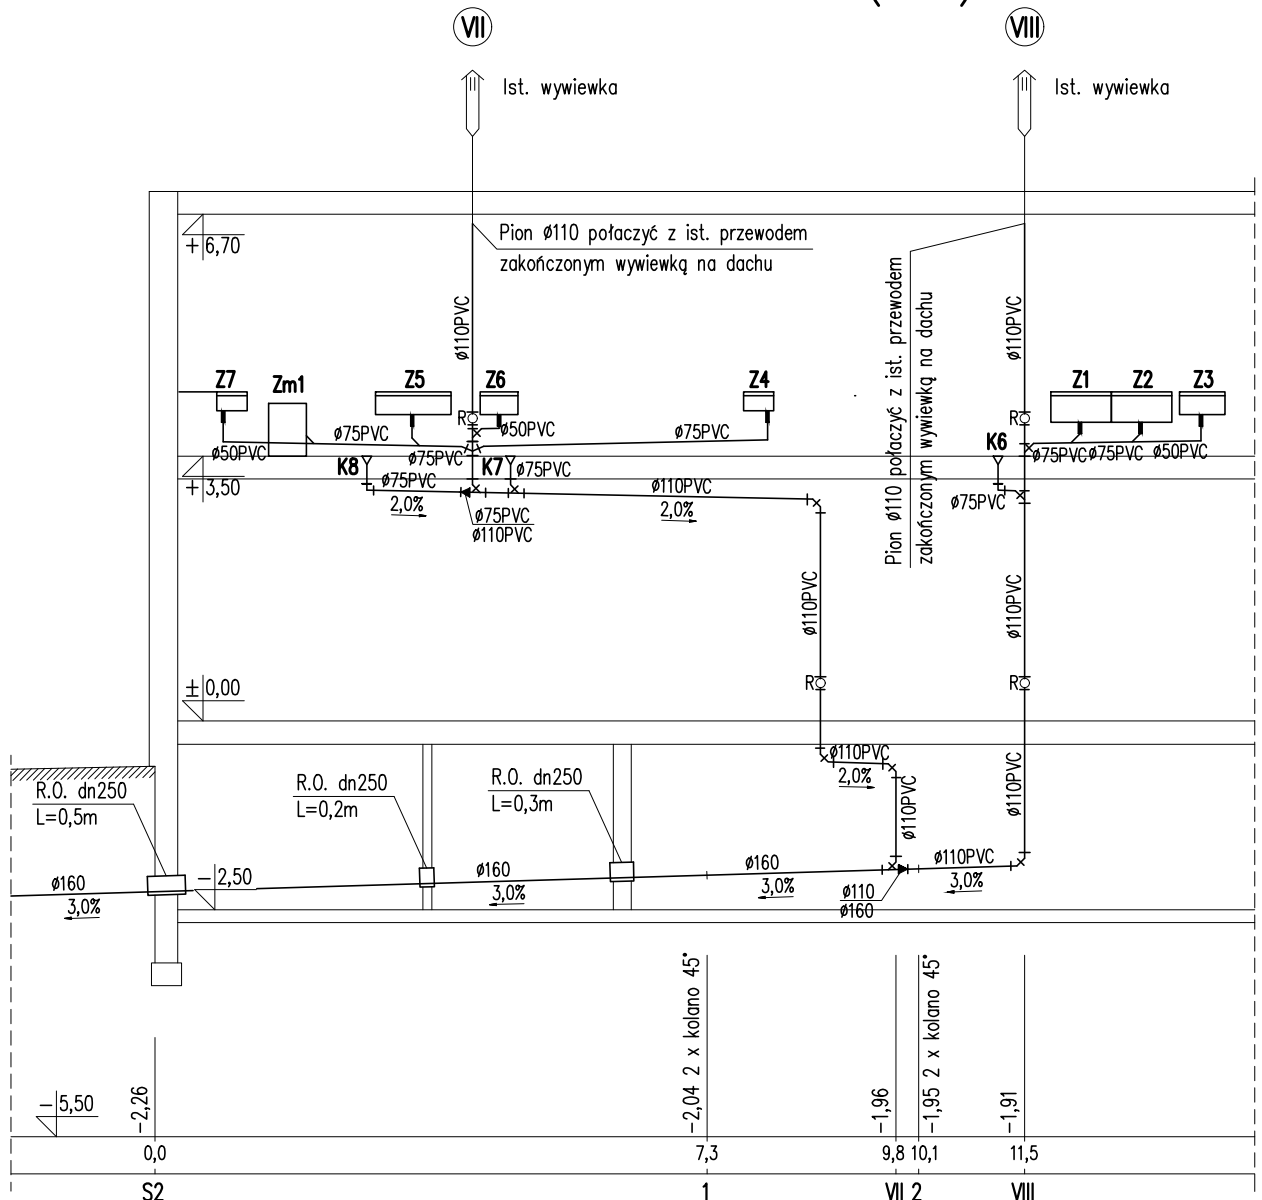 VII
VIII
Ist. wywiewka
Ist. wywiewka
+6,70
Pion Ø110 połaczyć z ist. przewodem
zakończonym wywiewką na dachu
Pion Ø110 połaczyć z ist. przewodem
zakończonym wywiewką na dachu
ø110PVC
ø110PVC
Z7
Zm1
Z5
Z6
Z4
Z1
Z2
Z3
R
R
ø50PVC
ø75PVC
ø75PVC
ø50PVC
ø75PVC
K6
ø75PVC
ø75PVC
ø50PVC
K8
ø75PVC
K7
ø75PVC
+3,50
ø75PVC
2,0%
ø75PVC
ø110PVC
ø110PVC
2,0%
ø75PVC
ø110PVC
ø110PVC
±0,00
R
R
ø110PVC
2,0%
ø110PVC
ø110PVC
R.O. dn250
L=0,5m
R.O. dn250
L=0,2m
R.O. dn250
L=0,3m
ø160
3,0%
-2,50
ø160
3,0%
ø160
3,0%
ø110PVC
3,0%
ø110
ø160
-5,50
-2,26
-2,04 2 x kolano 45°
-1,96
-1,95 2 x kolano 45°
-1,91
0,0
7,3
9,8
10,1
11,5
S2
1
VII
2
VIII